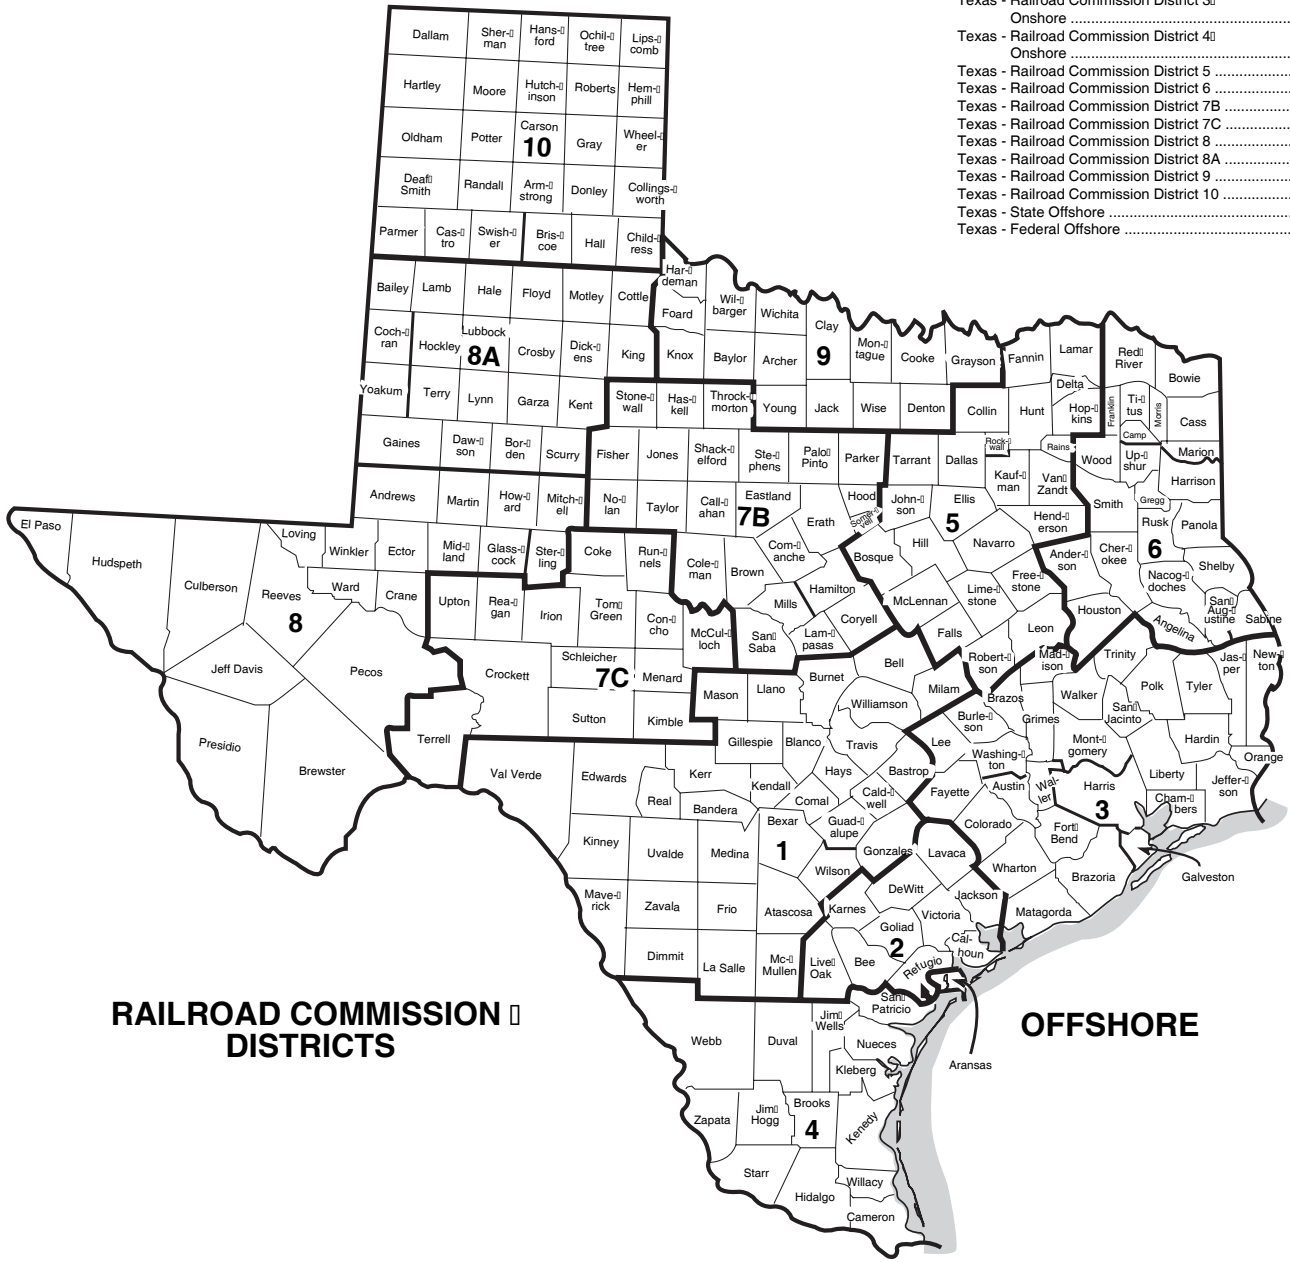 Texas - Railroad Commission District 3
Onshore
Texas - Railroad Commission District 4
Onshore
Texas - Railroad Commission District 5
Texas - Railroad Commission District 6
Texas - Railroad Commission District 7B
Texas - Railroad Commission District 7C
Texas - Railroad Commission District 8
Texas - Railroad Commission District 8A
Texas - Railroad Commission District 9
Texas - Railroad Commission District 10
Texas - State Offshore
Texas - Federal Offshore
Dallam
Sher-
man
Hans-
ford
Ochil-
tree
Lips-
comb
Hartley
Moore
Hutch-
inson
Roberts
Hem-
phill
Oldham
Potter
Carson
10
Gray
Wheel-
er
Deaf
Smith
Randall
Arm-
strong
Donley
Collings-
worth
Parmer
Cas-
tro
Swish-
er
Bris-
coe
Hall
Child-
ress
Bailey
Lamb
Hale
Floyd
Motley
Cottle
Har-
deman
Foard
Wil-
barger
Wichita
Clay
9
Mon-
tague
Cooke
Grayson
Fannin
Lamar
Red
River
Bowie
Coch-
ran
Hockley
Lubbock
8A
Crosby
Dick-
ens
King
Knox
Baylor
Archer
Yoakum
Terry
Lynn
Garza
Kent
Stone-
wall
Has-
kell
Throck-
morton
Young
Jack
Wise
Denton
Collin
Hunt
Delta
Hop-
kins
Franklin
Ti-
tus
Morris
Cass
Camp
Marion
Gaines
Daw-
son
Bor-
den
Scurry
Fisher
Jones
Shack-
elford
Ste-
phens
Palo
Pinto
Parker
Tarrant
Dallas
Rock-
wall
Rains
Wood
Up-
shur
Harrison
Kauf-
man
Van
Zandt
Smith
Gregg
Andrews
Martin
How-
ard
Mitch-
ell
No-
lan
Taylor
Call-
ahan
Eastland
7B
Erath
Hood
Somer-
vell
John-
son
Ellis
5
Hend-
erson
Rusk
6
Panola
El Paso
Hudspeth
Culberson
Loving
Winkler
Ector
Mid-
land
Glass-
cock
Ster-
ling
Coke
Run-
nels
Cole-
man
Brown
Com-
anche
Bosque
Hill
Navarro
Ander-
son
Cher-
okee
Nacog-
doches
Shelby
Reeves
8
Ward
Crane
Upton
Rea-
gan
Irion
Tom
Green
Con-
cho
McCul-
loch
Mills
Hamilton
Coryell
McLennan
Lime-
stone
Free-
stone
Houston
San
Aug-
ustine
Sabine
Angelina
San
Saba
Lam-
pasas
Falls
Leon
Jeff Davis
Pecos
Crockett
Schleicher
7C
Menard
Mason
Llano
Burnet
Bell
Robert-
son
Mad-
ison
Trinity
Jas-
per
New-
ton
Milam
Brazos
Walker
Polk
Tyler
Presidio
Brewster
Terrell
Sutton
Kimble
Williamson
Burle-
son
Grimes
San
Jacinto
Gillespie
Blanco
Travis
Lee
Washing-
ton
Mont-
gomery
Hardin
Orange
Val Verde
Edwards
Kerr
Kendall
Hays
Bastrop
Real
Bandera
Comal
Cald-
well
Fayette
Austin
Wal-
ler
Harris
3
Liberty
Cham-
bers
Jeffer-
son
Kinney
Uvalde
Medina
Bexar
1
Guad-
alupe
Gonzales
Lavaca
Colorado
Fort
Bend
Galveston
Wilson
Wharton
Brazoria
Mave-
rick
Zavala
Frio
Atascosa
Karnes
DeWitt
Jackson
Victoria
Matagorda
Goliad
2
Cal-
houn
Dimmit
La Salle
Mc-
Mullen
Live
Oak
Bee
Refugio
San
Patricio
Aransas
RAILROAD COMMISSION
DISTRICTS
OFFSHORE
Webb
Duval
Jim
Wells
Nueces
Kleberg
Zapata
Jim
Hogg
Brooks
4
Kenedy
Starr
Hidalgo
Willacy
Cameron